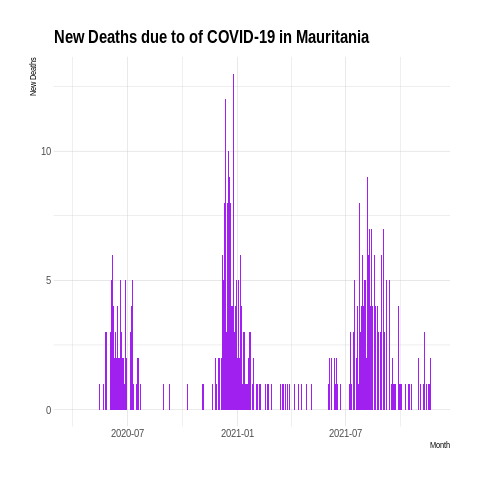 New Deaths due to of COVID-19 in Mauritania
New Deaths
10
5
0
2020-07 2021-01 2021-07
Month